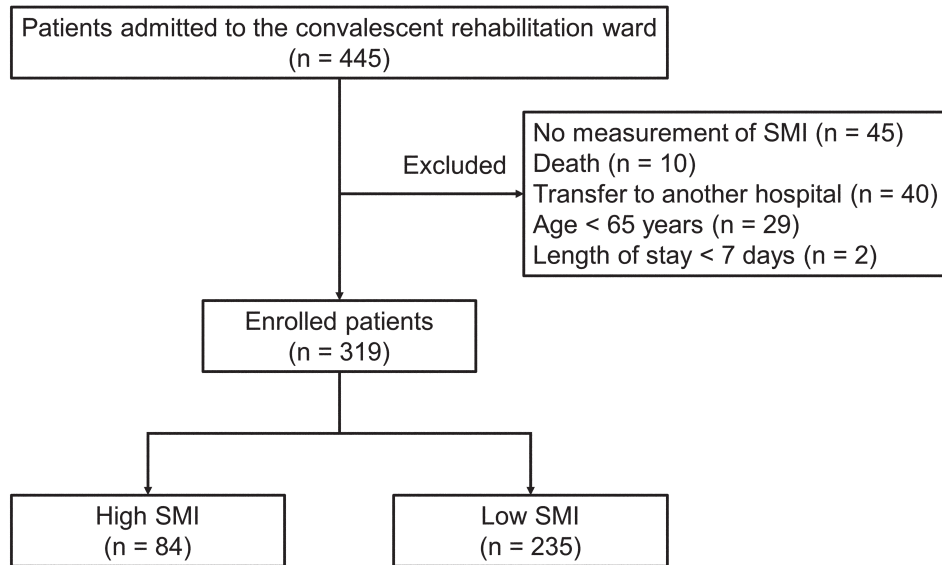 Patients admitted to the convalescent rehabilitation ward
(n = 445)
Excluded
No measurement of SMI (n = 45)
Death (n = 10)
Transfer to another hospital (n = 40)
Age < 65 years (n = 29)
Length of stay < 7 days (n = 2)
Enrolled patients
(n = 319)
High SMI
(n = 84)
Low SMI
(n = 235)